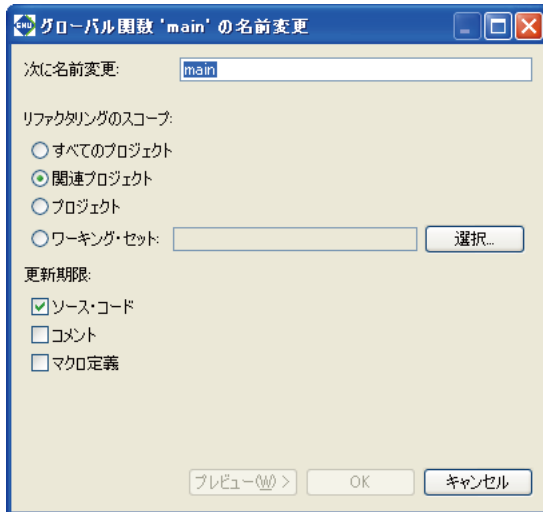 GNU グローバル関数 'main' の名前変更
次に名前変更: main
リファクタリングのスコープ:
すべてのプロジェクト
関連プロジェクト
プロジェクト
ワーキング・セット: 選択...
更新期限:
ソース・コード
コメント
マクロ定義
プレビュー(W) > OK キャンセル